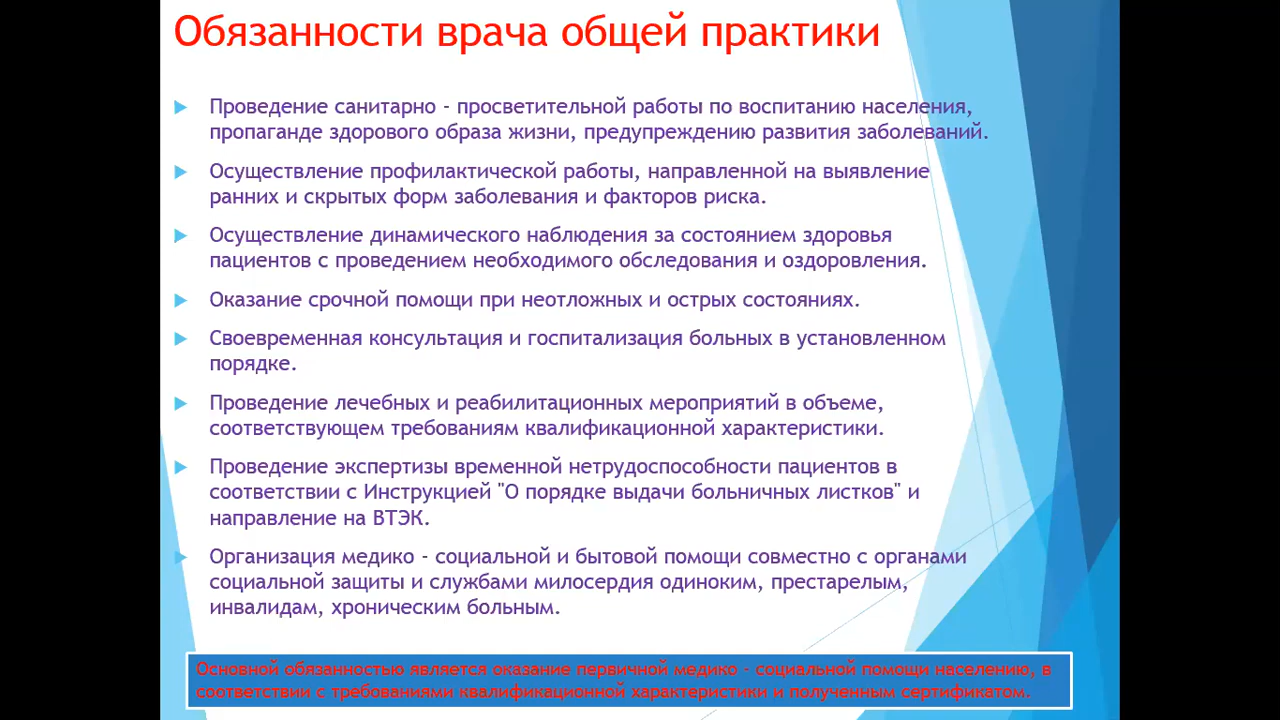 Обязанности врача общей практики
Проведение санитарно - просветительной работы по воспитанию населения,
пропаганде здорового образа жизни, предупреждению развития заболеваний.
Осуществление профилактической работы, направленной на выявление
ранних и скрытых форм заболевания и факторов риска.
Осуществление динамического наблюдения за состоянием здоровья
пациентов с проведением необходимого обследования и оздоровления.
Оказание срочной помощи при неотложных и острых состояниях.
Своевременная консультация и госпитализация больных в установленном
порядке.
Проведение лечебных и реабилитационных мероприятий в объеме,
соответствующем требованиям квалификационной характеристики.
Проведение экспертизы временной нетрудоспособности пациентов в
соответствии с Инструкцией "О порядке выдачи больничных листков" и
направление на ВТЭК.
Организация медико - социальной и бытовой помощи совместно с органами
социальной защиты и службами милосердия одиноким, престарелым,
инвалидам, хроническим больным.
Основной обязанностью является оказание первичной медико - социальной помощи населению, в
соответствии с требованиями квалификационной характеристики и полученным сертификатом.